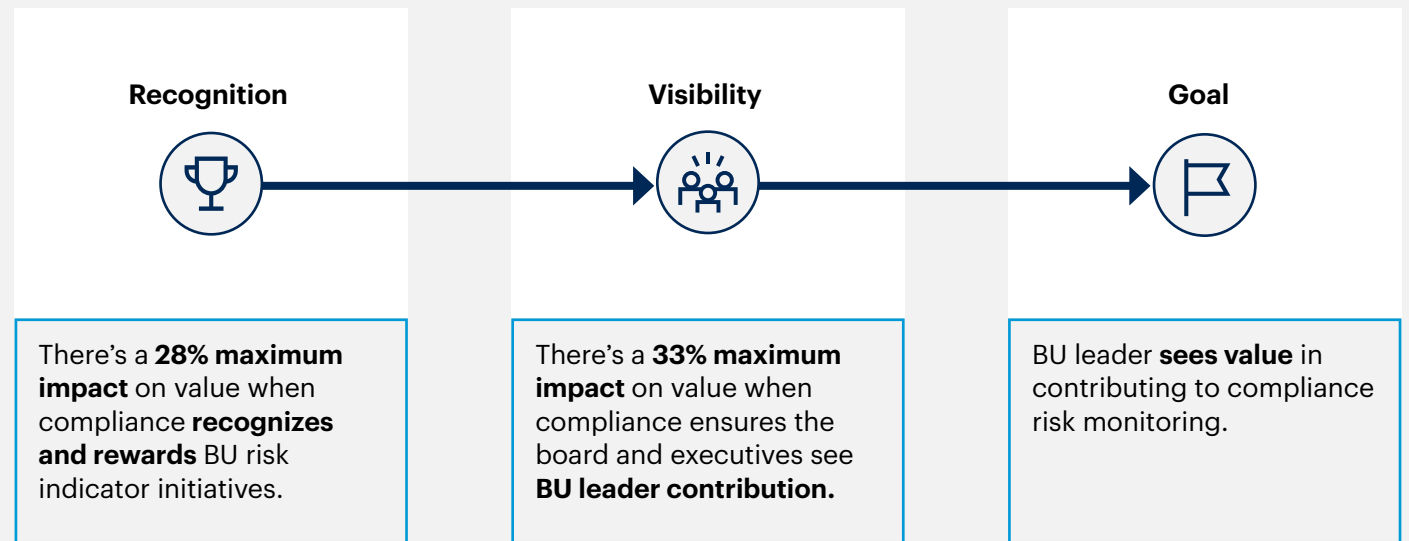 Recognition
Visibility
Goal
There's a 28% maximum
impact on value when
compliance recognizes
and rewards BU risk
indicator initiatives.
There's a 33% maximum
impact on value when
compliance ensures the
board and executives see
BU leader contribution.
BU leader sees value in
contributing to compliance
risk monitoring.